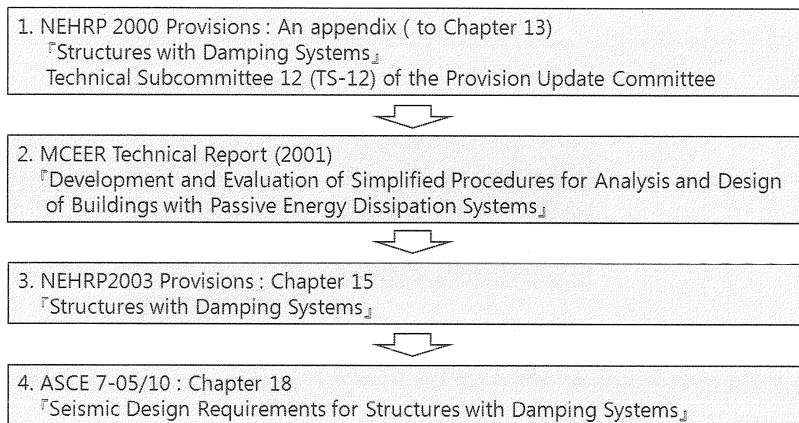 1. NEHRP 2000 Provisions : An appendix ( to Chapter 13)
『Structures with Damping Systems』
Technical Subcommittee 12 (TS-12) of the Provision Update Committee
2. MCEER Technical Report (2001)
『Development and Evaluation of Simplified Procedures for Analysis and Design
of Buildings with Passive Energy Dissipation Systems』
3. NEHRP2003 Provisions : Chapter 15
『Structures with Damping Systems』
4. ASCE 7-05/10 : Chapter 18
『Seismic Design Requirements for Structures with Damping Systems』